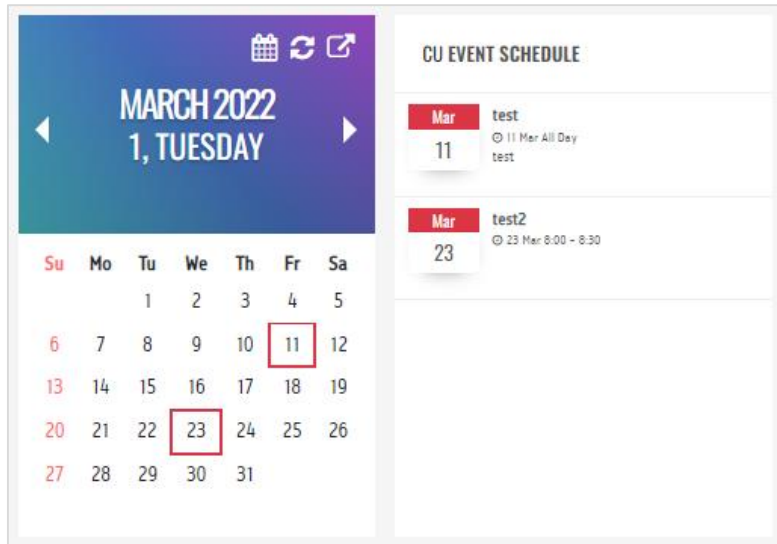 MARCH 2022
1, TUESDAY
Su Mo Tu We Th Fr Sa
1 2 3 4 5
6 7 8 9 10 11 12
13 14 15 16 17 18 19
20 21 22 23 24 25 26
27 28 29 30 31
CU EVENT SCHEDULE
Mar
11
test
11 Mar All Day
test
Mar
23
test2
23 Mar 8:00 - 8:30